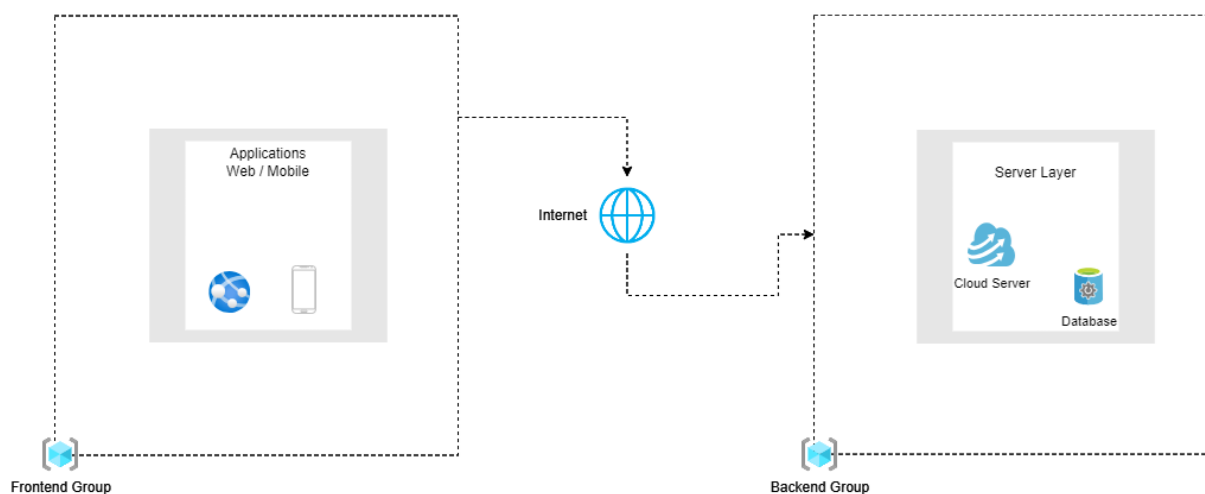 Applications
Web / Mobile
Internet
Server Layer
Cloud Server
Database
Frontend Group
Backend Group